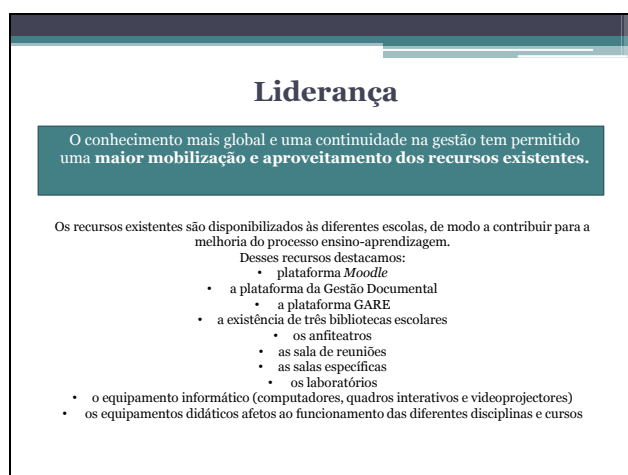 Liderança
O conhecimento mais global e uma continuidade na gestão tem permitido
uma maior mobilização e aproveitamento dos recursos existentes.
Os recursos existentes são disponibilizados às diferentes escolas, de modo a contribuir para a
melhoria do processo ensino-aprendizagem.
Desses recursos destacamos:
• plataforma Moodle
• a plataforma da Gestão Documental
• a plataforma GARE
• a existência de três bibliotecas escolares
• os anfiteatros
• as sala de reuniões
• as salas específicas
• os laboratórios
• o equipamento informático (computadores, quadros interativos e videoprojectores)
• os equipamentos didáticos afetos ao funcionamento das diferentes disciplinas e cursos